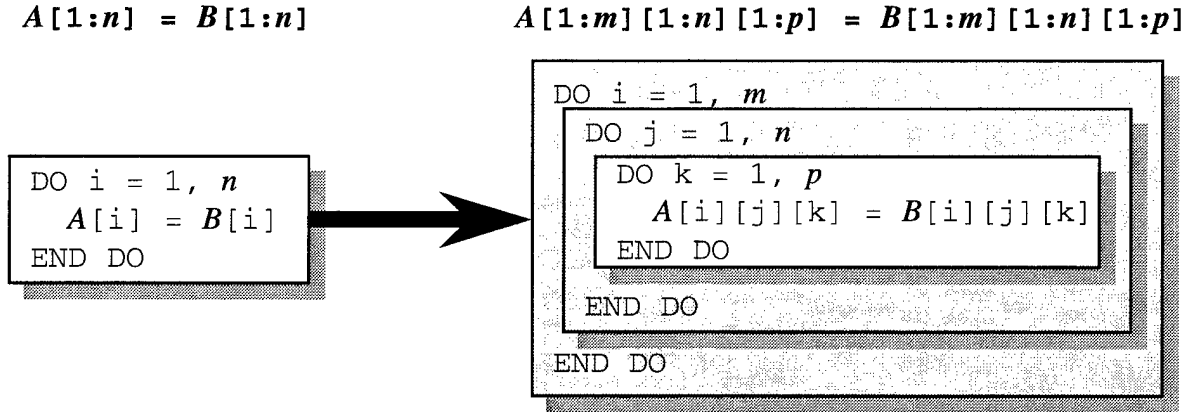 A[1:n] = B[1:n]
DO i = 1, n
A[i] = B[i]
END DO
A[1:m][1:n][1:p] = B[1:m][1:n][1:p]
DO i = 1, m
DO j = 1, n
DO k = 1, p
A[i][j][k] = B[i][j][k]
END DO
END DO
END DO